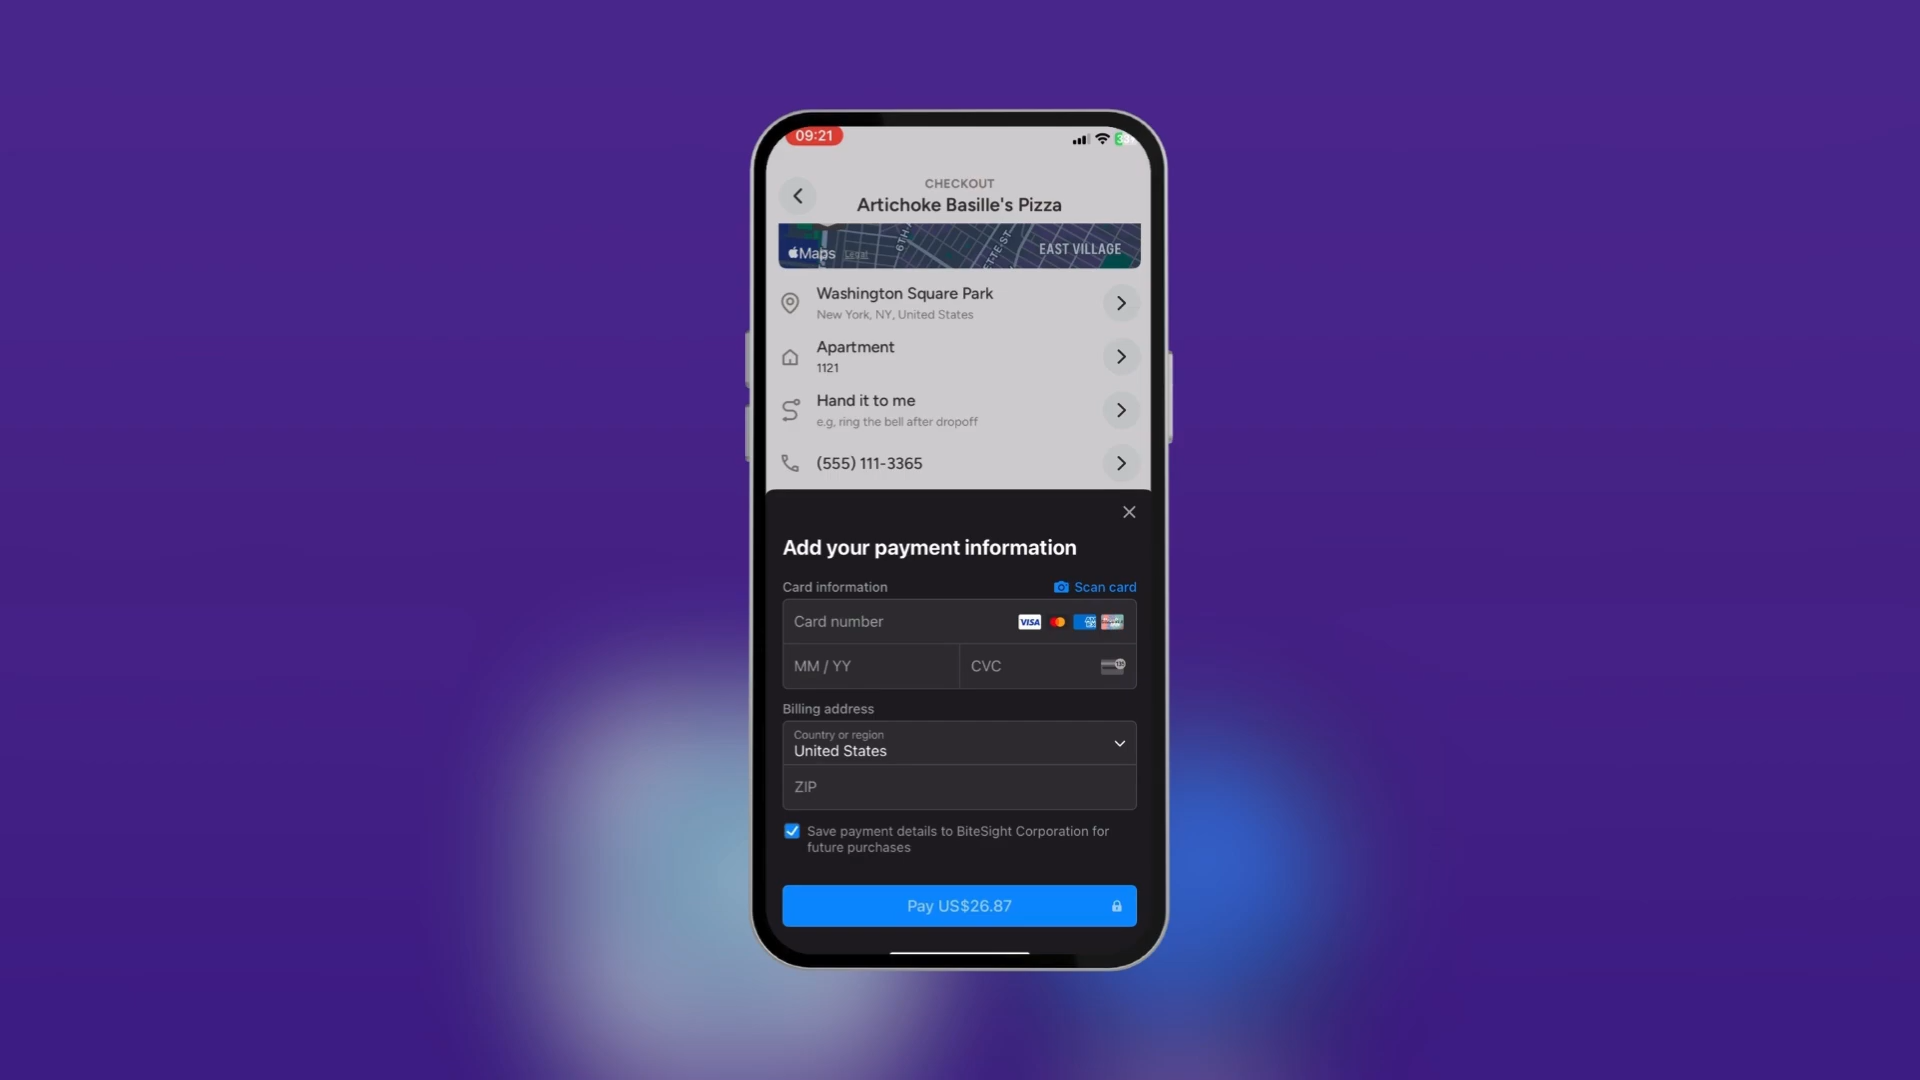 09:21
CHECKOUT
Artichoke Basille's Pizza
Maps Legal
6TH
EAST VILLAGE
Washington Square Park
New York, NY, United States
Apartment
1121
Hand it to me
e.g, ring the bell after dropoff
(555) 111-3365
Add your payment information
Card information
Scan card
Card number
VISA
MM / YY
CVC
Billing address
Country or region
United States
ZIP
Save payment details to BiteSight Corporation for
future purchases
Pay US$26.87